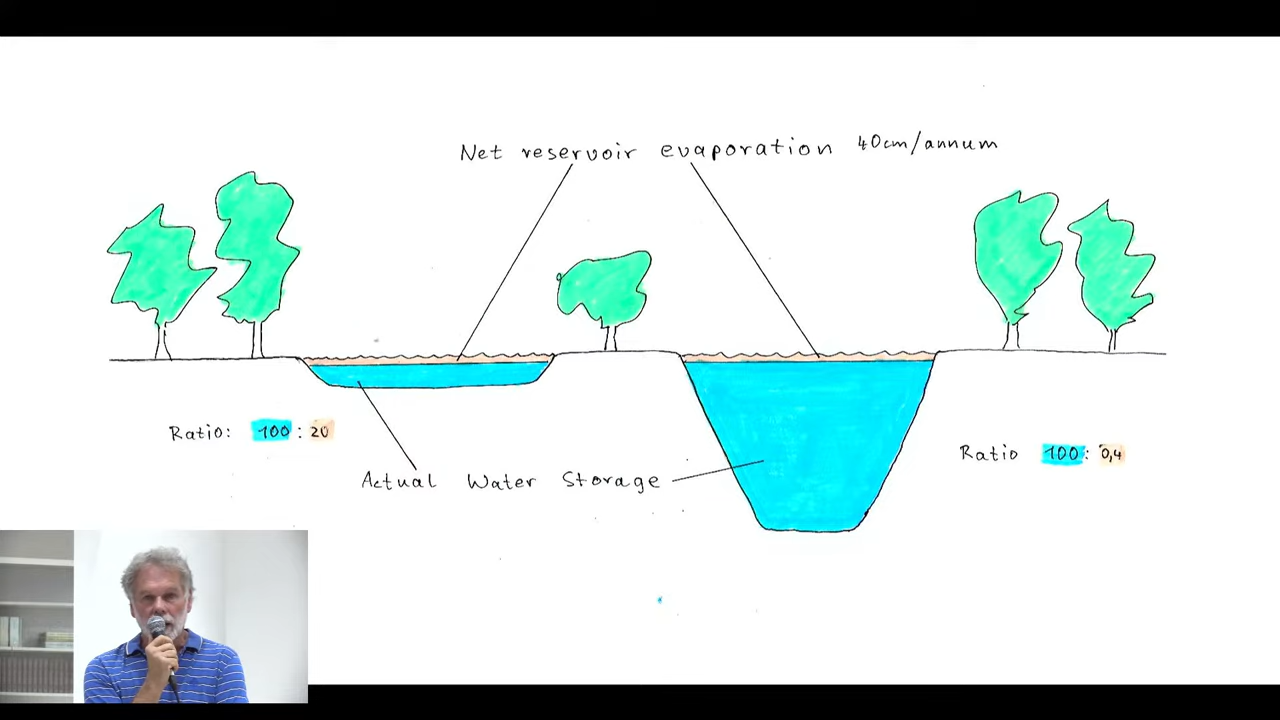 Net reservoir evaporation 40cm/annum
Ratio: 100 : 20
Ratio 100 : 0,4
Actual Water Storage